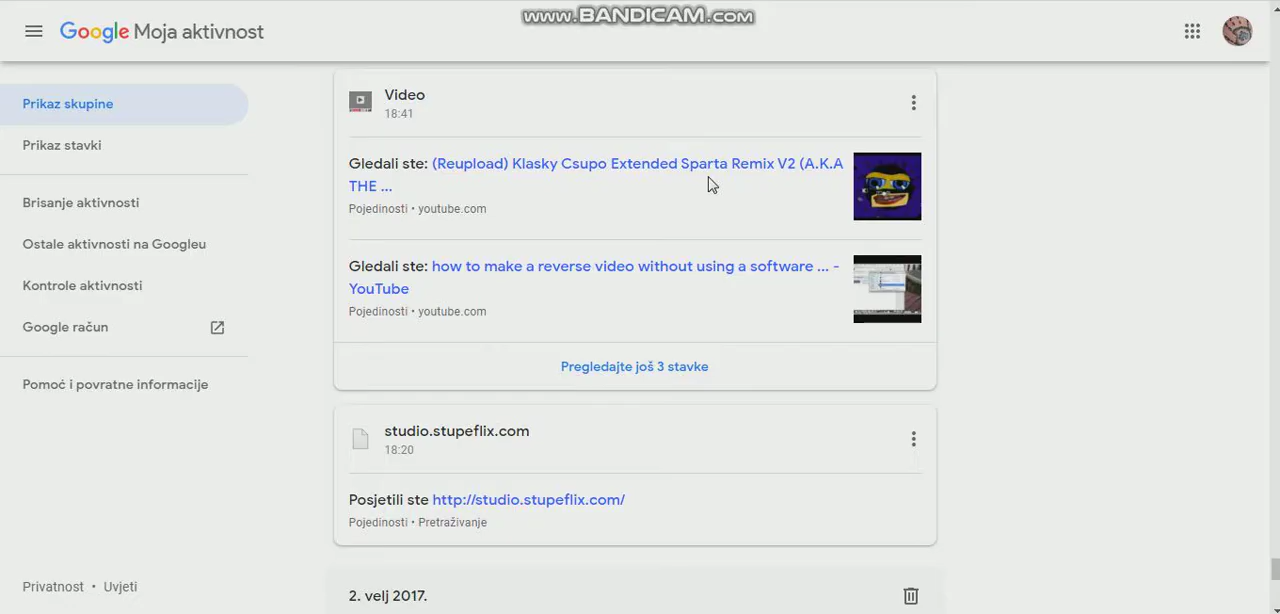 www.BANDICAM.com
Google Moja aktivnost
Prikaz skupine
Prikaz stavki
Brisanje aktivnosti
Ostale aktivnosti na Googleu
Kontrole aktivnosti
Google račun
Pomoć i povratne informacije
Privatnost • Uvjeti
Video
18:41
Gledali ste: (Reupload) Klasky Csupo Extended Sparta Remix V2 (A.K.A
THE ...
Pojedinosti • youtube.com
Gledali ste: how to make a reverse video without using a software ... -
YouTube
Pojedinosti • youtube.com
Pregledajte još 3 stavke
studio.stupeflix.com
18:20
Posjetili ste http://studio.stupeflix.com/
Pojedinosti • Pretraživanje
2. velj 2017.